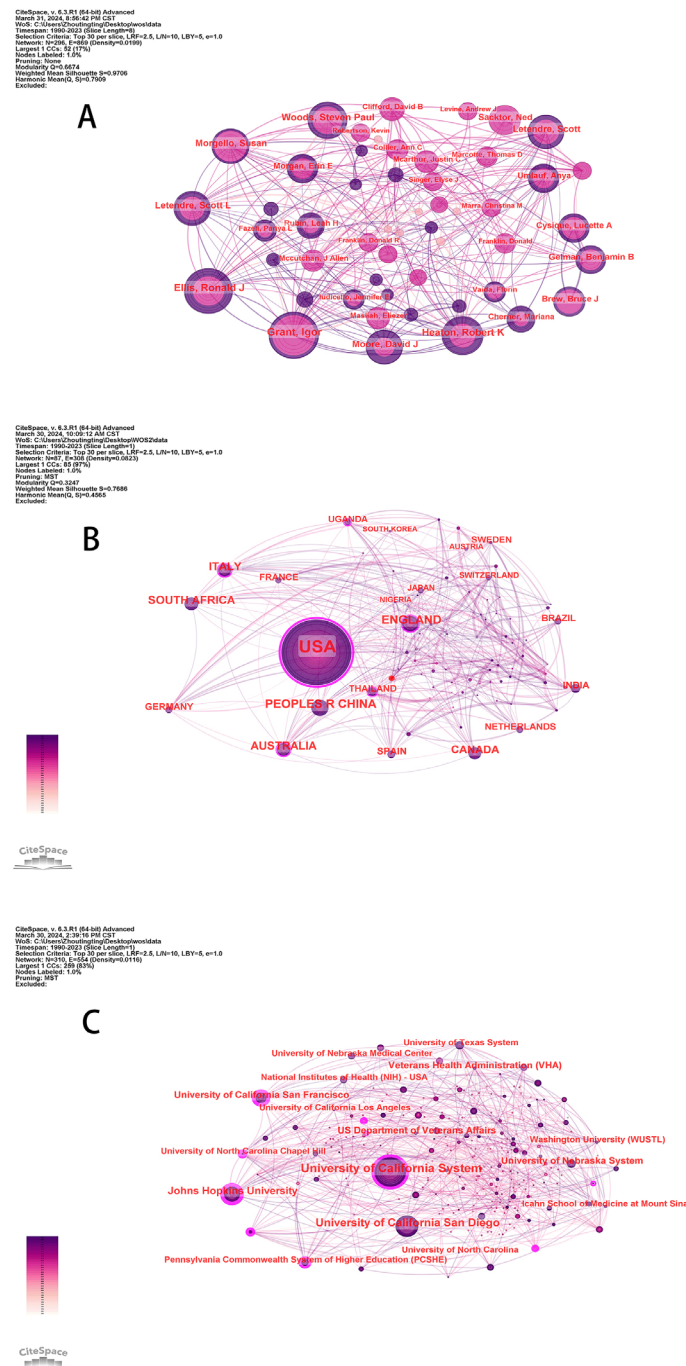 CiteSpace, v. 6.3.R1 (64-bit) Advanced
March 31, 2024, 8:56:42 PM CST
WoS: C:\Users\Zhoutingting\Desktop\wos\data
Timespan: 1990-2023 (Slice Length=8)
Selection Criteria: Top 30 per slice, LRF=2.5, L/N=10, LBY=5, e=1.0
Network: N=296, E=869 (Density=0.0199)
Largest 1 CCs: 52 (17%)
Nodes Labeled: 1.0%
Pruning: None
Modularity Q=0.6674
Weighted Mean Silhouette S=0.9706
Harmonic Mean(Q, S)=0.7909
Excluded:
A
Clifford, David B
Levine, Andrew J
Woods, Steven Paul
Sacktor, Ned
Robertson, Kevin
Letendre, Scott
Morgello, Susan
Collier, Ann C
Mcarthur, Justin C
Marcotte, Thomas D
Morgan, Erin E
Singer, Elyse J
Umlauf, Anya
Letendre, Scott L
Marra, Christina M
Rubin, Leah H
Cysique, Lucette A
Fazeli, Pariya L
Franklin, Donald R
Franklin, Donald
Mccutchan, J Allen
Gelman, Benjamin B
Ellis, Ronald J
Vaida, Florin
Iudicello, Jennifer E
Brew, Bruce J
Masliah, Eliezer
Cherner, Mariana
Grant, Igor
Heaton, Robert K
Moore, David J
CiteSpace, v. 6.3.R1 (64-bit) Advanced
March 30, 2024, 10:09:12 AM CST
WoS: C:\Users\Zhoutingting\Desktop\WOS2\data
Timespan: 1990-2023 (Slice Length=1)
Selection Criteria: Top 30 per slice, LRF=2.5, L/N=10, LBY=5, e=1.0
Network: N=87, E=308 (Density=0.0823)
Largest 1 CCs: 85 (97%)
Nodes Labeled: 1.0%
Pruning: MST
Modularity Q=0.3247
Weighted Mean Silhouette S=0.7686
Harmonic Mean(Q, S)=0.4565
Excluded:
B
UGANDA
SOUTH KOREA
SWEDEN
AUSTRIA
ITALY
FRANCE
SWITZERLAND
JAPAN
SOUTH AFRICA
NIGERIA
ENGLAND
BRAZIL
USA
THAILAND
INDIA
PEOPLES R CHINA
GERMANY
NETHERLANDS
AUSTRALIA
SPAIN
CANADA
CiteSpace
CiteSpace, v. 6.3.R1 (64-bit) Advanced
March 30, 2024, 2:39:16 PM CST
WoS: C:\Users\Zhoutingting\Desktop\wos\data
Timespan: 1990-2023 (Slice Length=1)
Selection Criteria: Top 30 per slice, LRF=2.5, L/N=10, LBY=5, e=1.0
Network: N=310, E=554 (Density=0.0116)
Largest 1 CCs: 259 (83%)
Nodes Labeled: 1.0%
Pruning: MST
Excluded:
C
University of Texas System
University of Nebraska Medical Center
Veterans Health Administration (VHA)
National Institutes of Health (NIH) - USA
University of California San Francisco
University of California Los Angeles
US Department of Veterans Affairs
Washington University (WUSTL)
University of North Carolina Chapel Hill
University of Nebraska System
University of California System
Johns Hopkins University
Icahn School of Medicine at Mount Sinai
University of California San Diego
University of North Carolina
Pennsylvania Commonwealth System of Higher Education (PCSHE)
CiteSpace